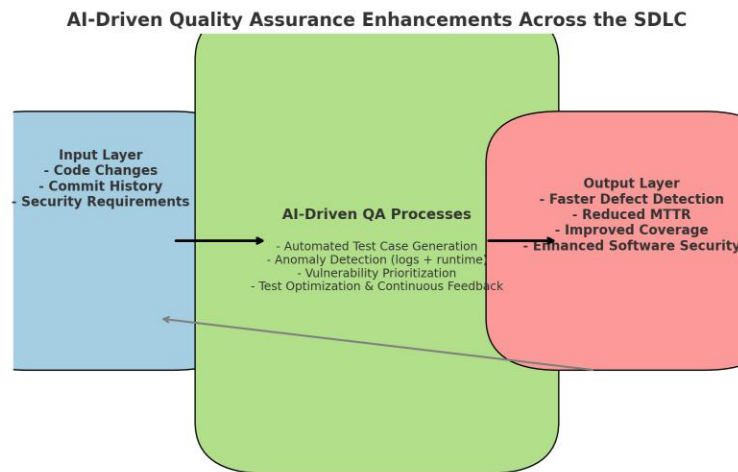 AI-Driven Quality Assurance Enhancements Across the SDLC
Input Layer
- Code Changes
- Commit History
- Security Requirements
AI-Driven QA Processes
- Automated Test Case Generation
- Anomaly Detection (logs + runtime)
- Vulnerability Prioritization
- Test Optimization & Continuous Feedback
Output Layer
- Faster Defect Detection
- Reduced MTTR
- Improved Coverage
- Enhanced Software Security